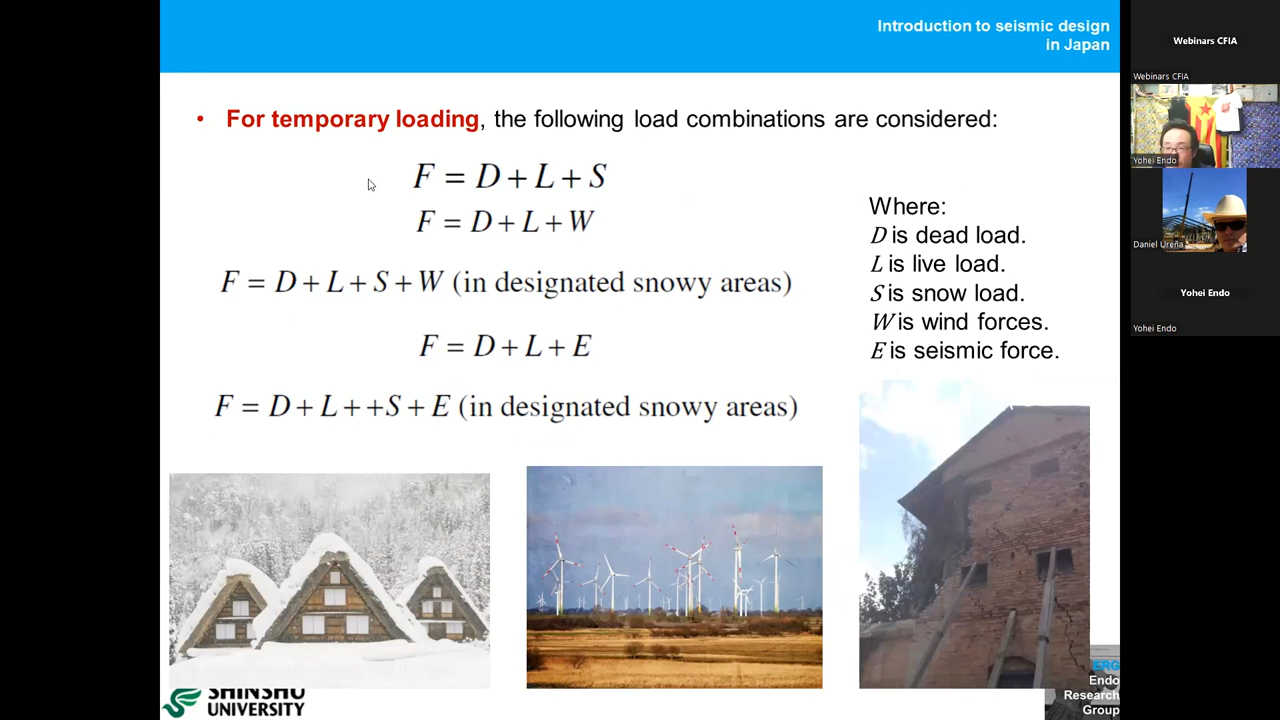 Introduction to seismic design
in Japan
• For temporary loading, the following load combinations are considered:
F = D + L + S
F = D + L + W
F = D + L + S + W (in designated snowy areas)
F = D + L + E
F = D + L + +S + E (in designated snowy areas)
Where:
D is dead load.
L is live load.
S is snow load.
W is wind forces.
E is seismic force.
SHINSHU
UNIVERSITY
ERG
Endo
Research
Group
Webinars CFIA
Webinars CFIA
Yohei Endo
Daniel Ureña
Yohei Endo
Yohei Endo